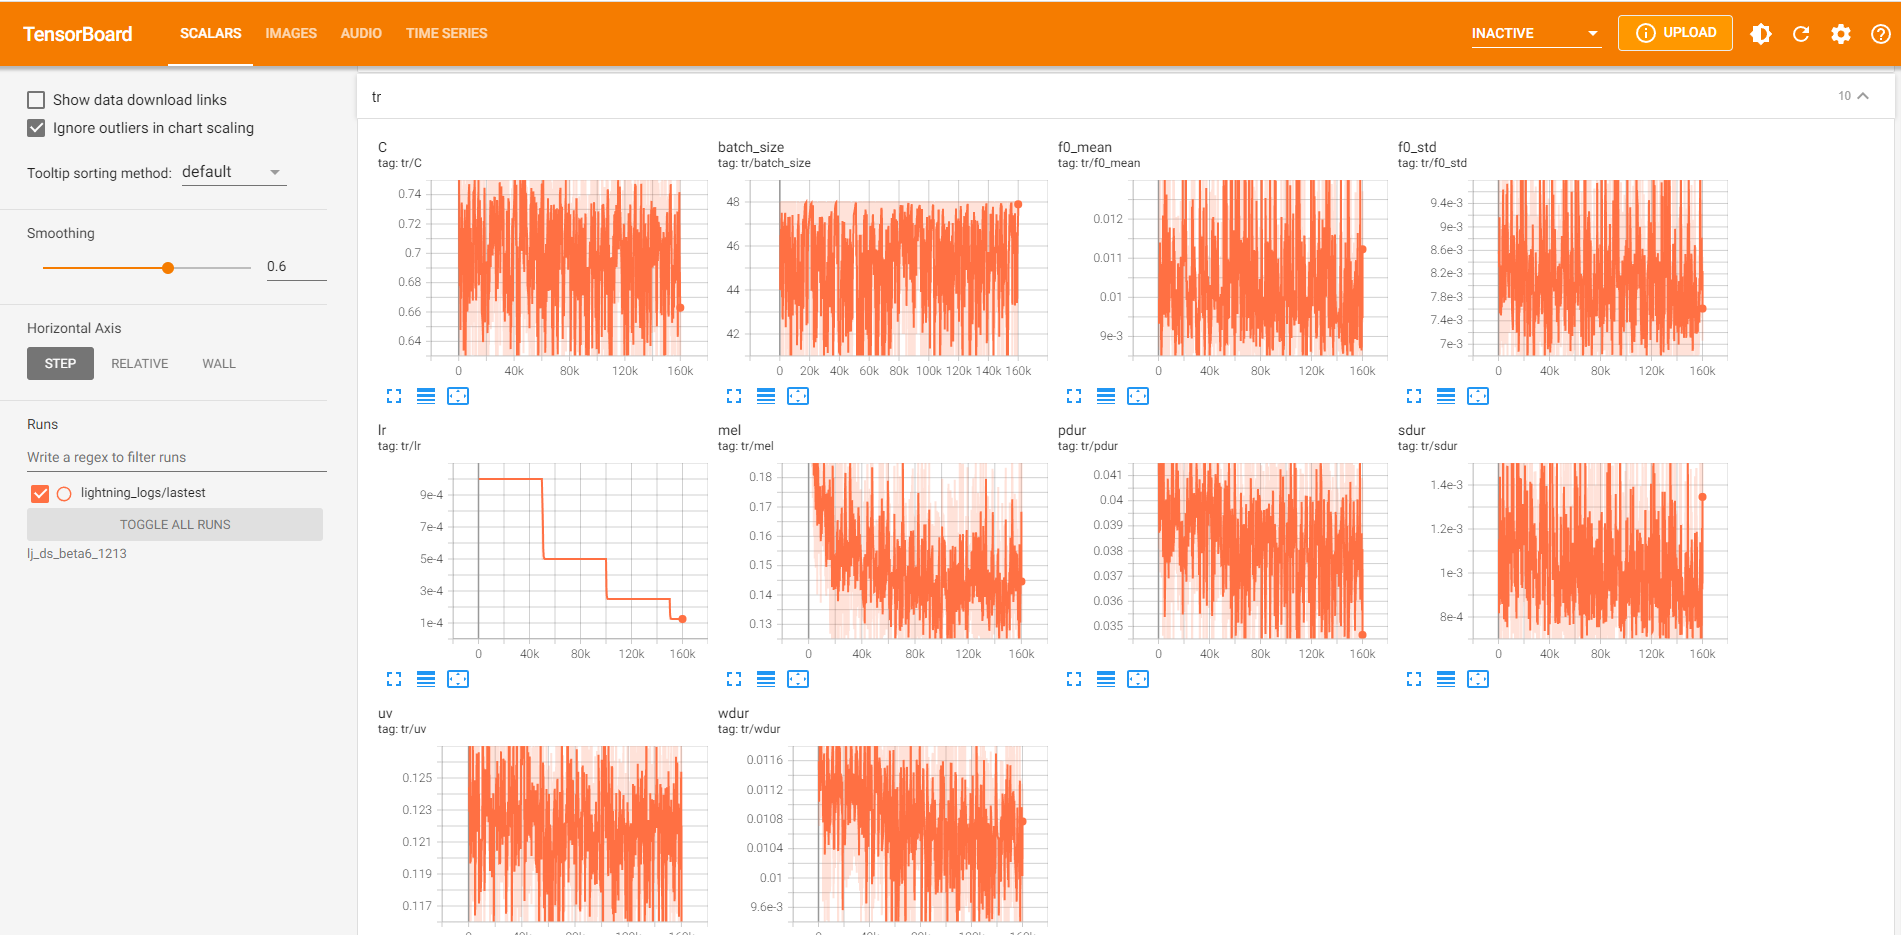 TensorBoard SCALARS IMAGES AUDIO TIME SERIES INACTIVE UPLOAD
Show data download links
Ignore outliers in chart scaling
Tooltip sorting method: default
Smoothing
0.6
Horizontal Axis
STEP RELATIVE WALL
Runs
Write a regex to filter runs
lightning_logs/lastest
TOGGLE ALL RUNS
lj_ds_beta6_1213
tr 10
C
tag: tr/C
0.74
0.72
0.7
0.68
0.66
0.64
0 40k 80k 120k 160k
batch_size
tag: tr/batch_size
48
46
44
42
0 20k 40k 60k 80k 100k 120k 140k 160k
f0_mean
tag: tr/f0_mean
0.012
0.011
0.01
9e-3
0 40k 80k 120k 160k
f0_std
tag: tr/f0_std
9.4e-3
9e-3
8.6e-3
8.2e-3
7.8e-3
7.4e-3
7e-3
0 40k 80k 120k 160k
lr
tag: tr/lr
9e-4
7e-4
5e-4
3e-4
1e-4
0 40k 80k 120k 160k
mel
tag: tr/mel
0.18
0.17
0.16
0.15
0.14
0.13
0 40k 80k 120k 160k
pdur
tag: tr/pdur
0.041
0.04
0.039
0.038
0.037
0.036
0.035
0 40k 80k 120k 160k
sdur
tag: tr/sdur
1.4e-3
1.2e-3
1e-3
8e-4
0 40k 80k 120k 160k
uv
tag: tr/uv
0.125
0.123
0.121
0.119
0.117
0 40k 80k 120k 160k
wdur
tag: tr/wdur
0.0116
0.0112
0.0108
0.0104
0.01
9.6e-3
0 40k 80k 120k 160k